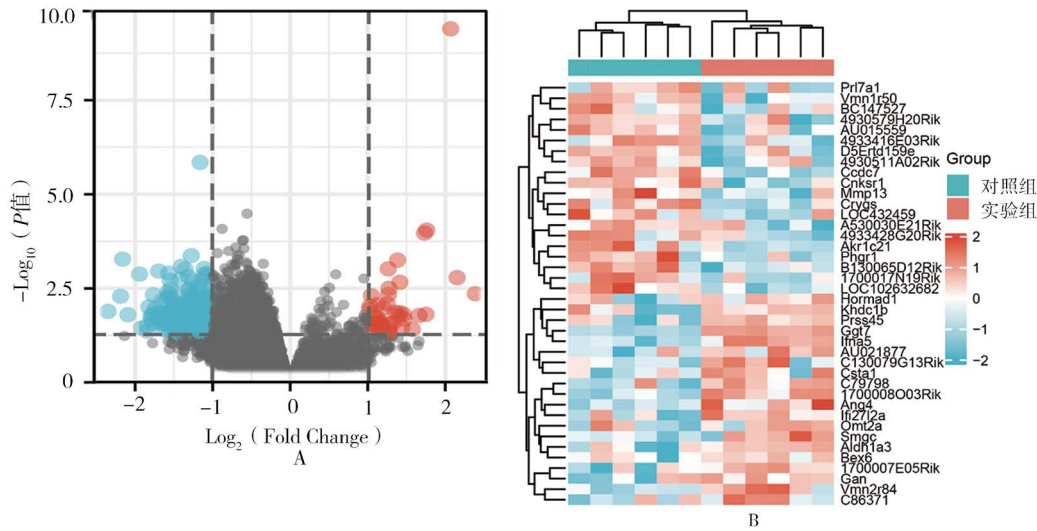 10.0
7.5
5.0
2.5
0
−Log10（P值）
−2
−1
0
1
2
Log2（Fold Change）
A
Prl7a1
Vmn1r50
BC147527
4930579H20Rik
AU015559
4933416E03Rik
D5Ertd159e
4930511A02Rik
Ccdc7
Cnksr1
Mmp13
Crygs
LOC432459
A530030E21Rik
4933428G20Rik
Akr1c21
Phgr1
B130065D12Rik
1700017N19Rik
LOC102632682
Hormad1
Khdc1b
Prss45
Ggt7
Ifna5
AU021877
C130079G13Rik
Csta1
C79798
1700008O03Rik
Ang4
Ifi27l2a
Omt2a
Smgc
Aldh1a3
Bex6
1700007E05Rik
Gan
Vmn2r84
C86371
Group
对照组
实验组
2
1
0
−1
−2
B